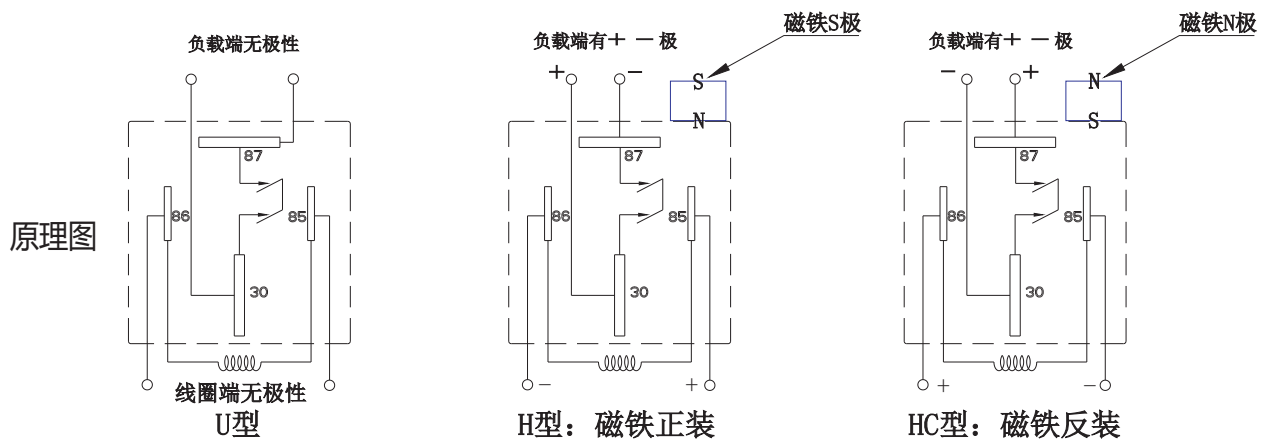 原理图
负载端无极性
87
86
85
30
线圈端无极性
U型
磁铁S极
负载端有＋－极
+ -
S
N
87
86
85
30
- +
H型：磁铁正装
磁铁N极
负载端有＋－极
- +
N
S
87
86
85
30
+ -
HC型：磁铁反装